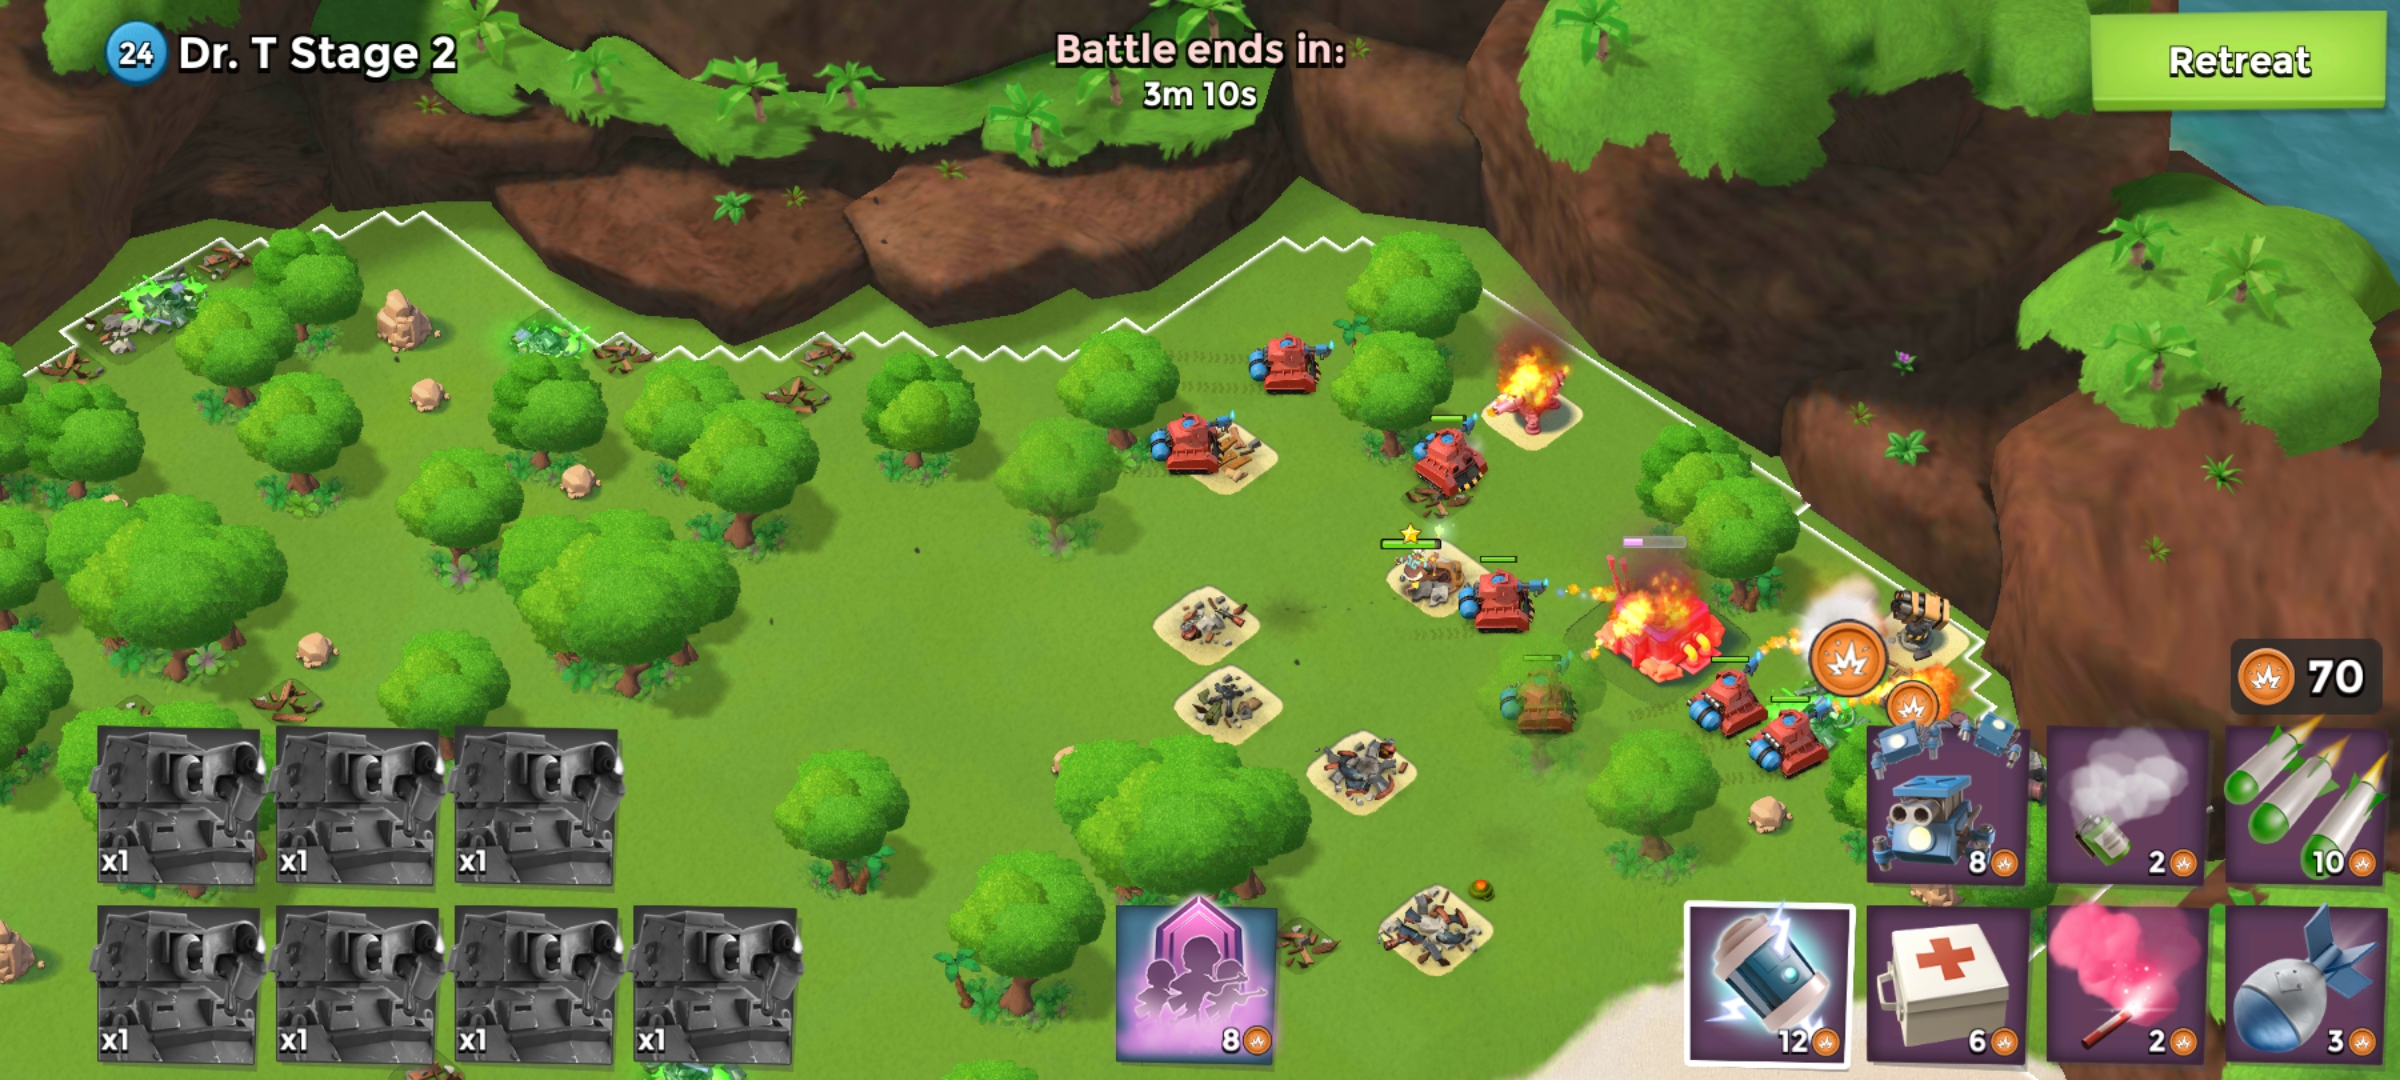 24 Dr. T Stage 2
Battle ends in:
3m 10s
Retreat
70
8
2
10
x1
x1
x1
x1
x1
x1
x1
8
12
6
2
3